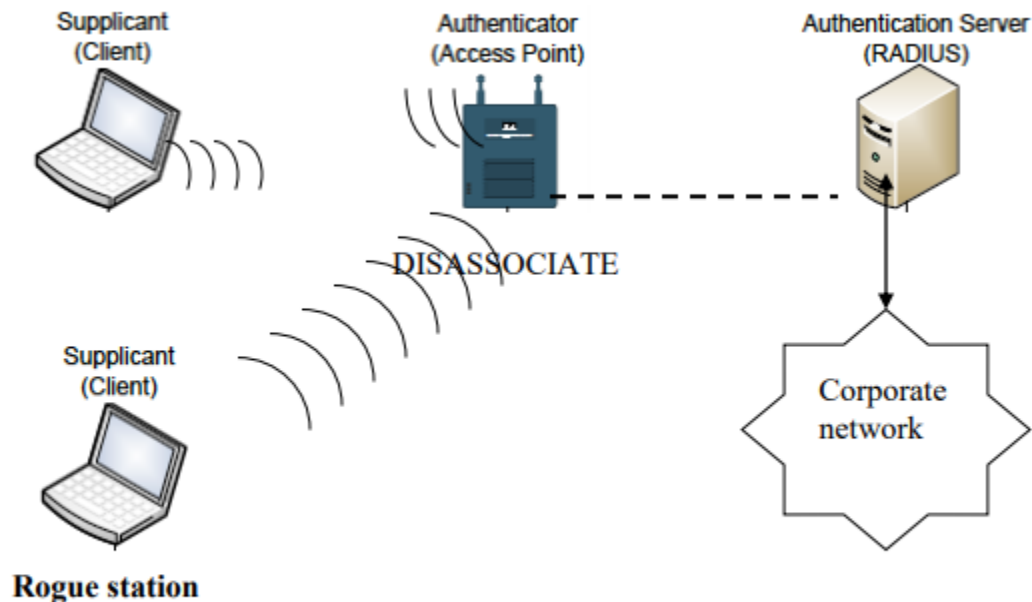 Supplicant
(Client)
Authenticator
(Access Point)
Authentication Server
(RADIUS)
DISASSOCIATE
Supplicant
(Client)
Corporate
network
Rogue station